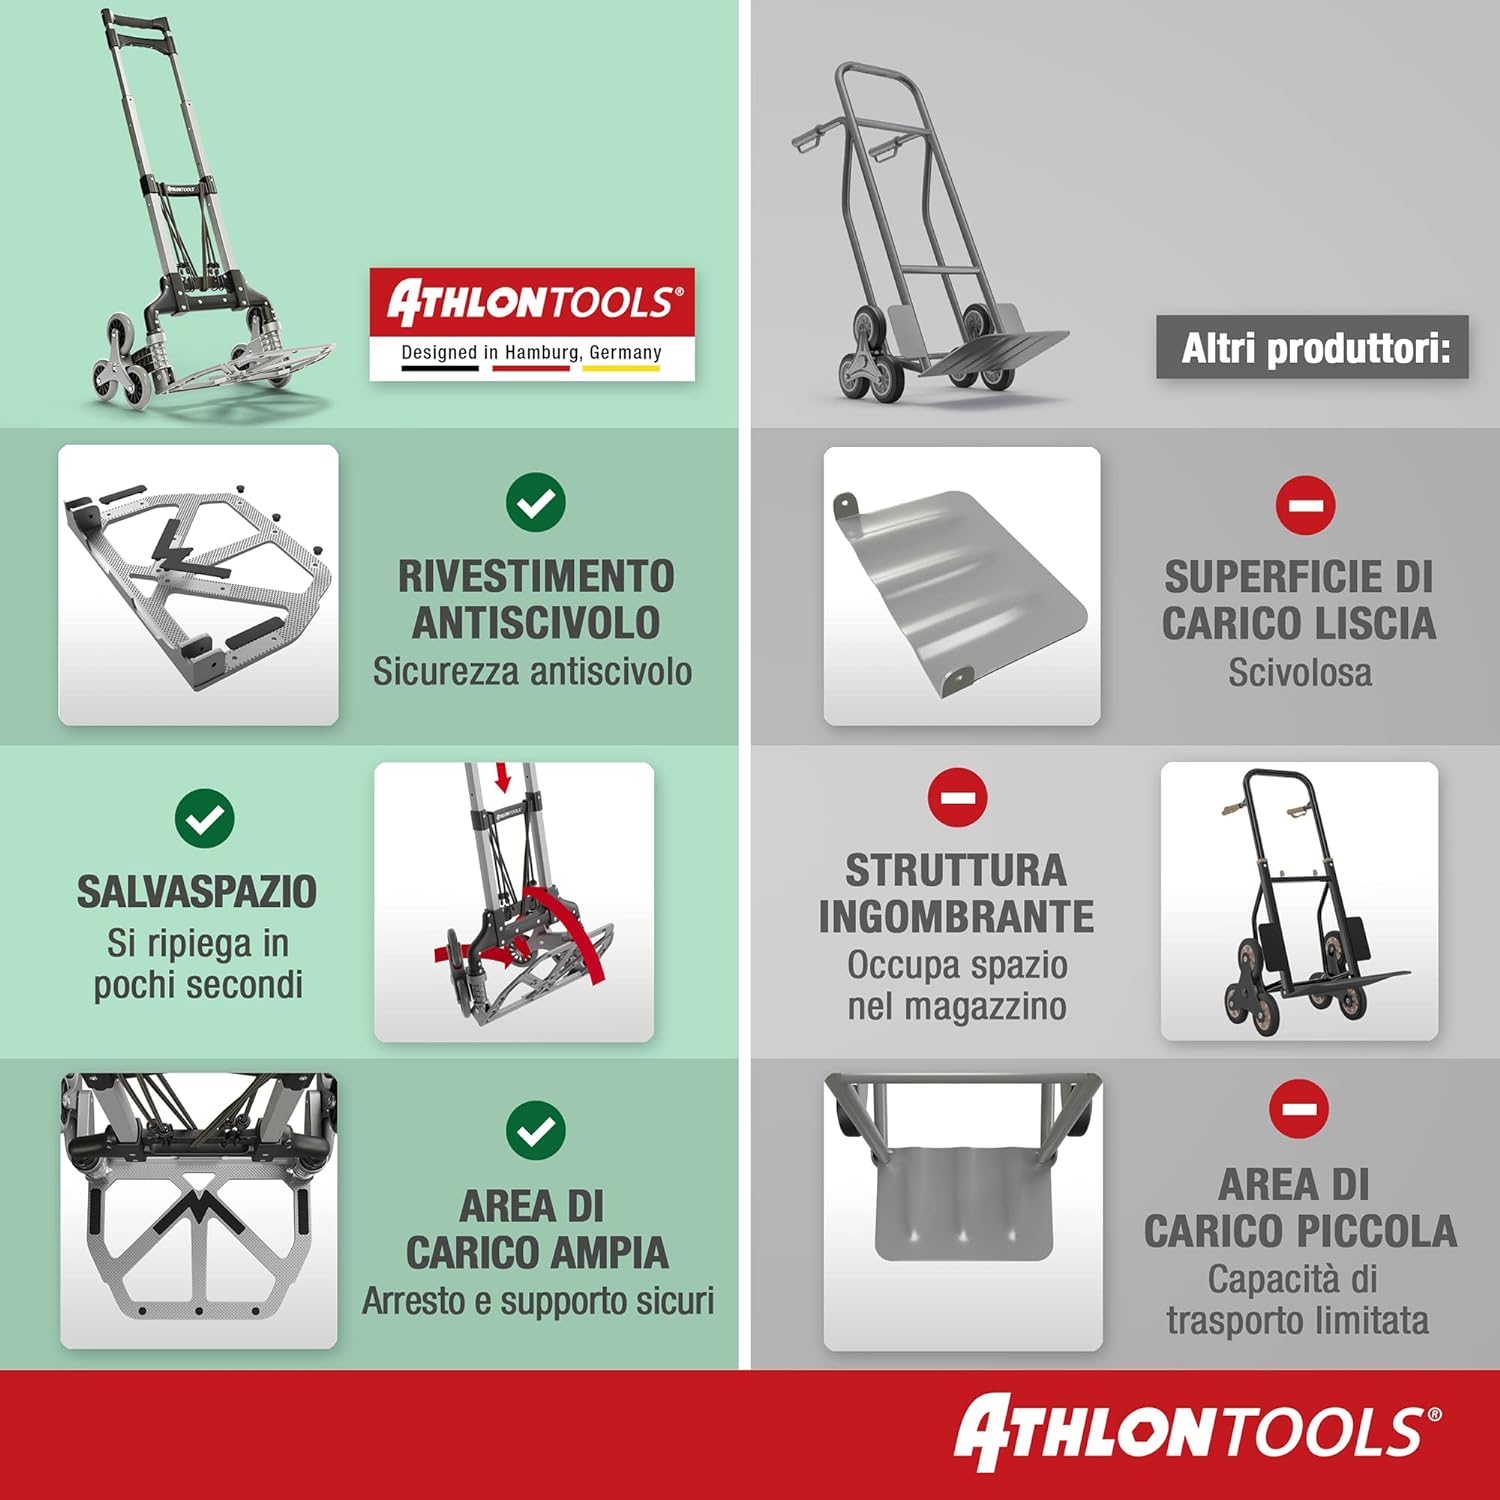 ATHLONTOOLS
ATHLONTOOLS®
Designed in Hamburg, Germany
RIVESTIMENTO
ANTISCIVOLO
Sicurezza antiscivolo
SALVASPAZIO
Si ripiega in
pochi secondi
ATHLONTOOLS
AREA DI
CARICO AMPIA
Arresto e supporto sicuri
Altri produttori:
SUPERFICIE DI
CARICO LISCIA
Scivolosa
STRUTTURA
INGOMBRANTE
Occupa spazio
nel magazzino
AREA DI
CARICO PICCOLA
Capacità di
trasporto limitata
ATHLONTOOLS®